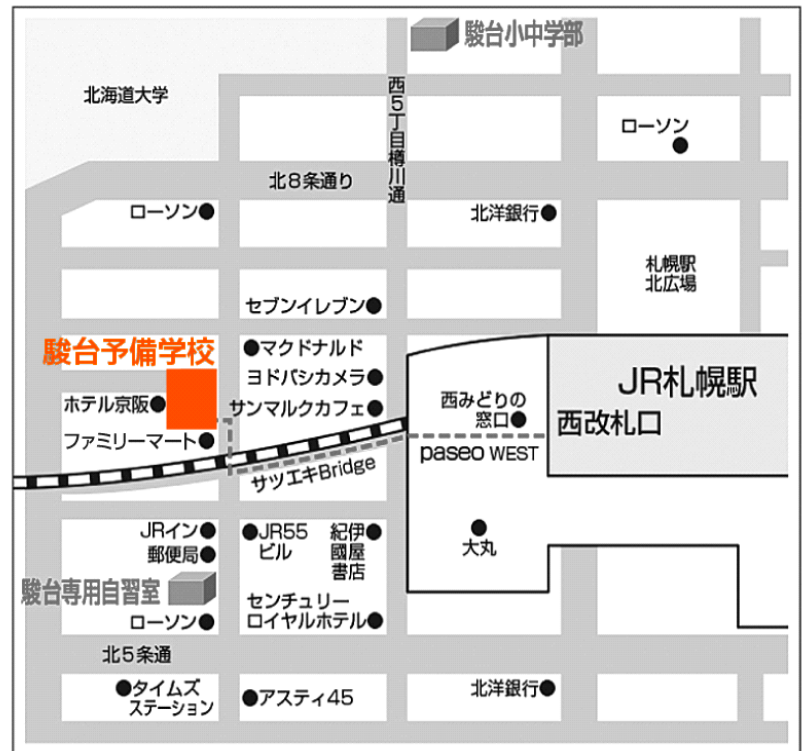 駿台小中学部
北海道大学
西5丁目樽川通
ローソン
北8条通り
ローソン
北洋銀行
札幌駅
北広場
セブンイレブン
駿台予備学校
マクドナルド
ヨドバシカメラ
JR札幌駅
ホテル京阪
サンマルクカフェ
西みどりの
窓口
西改札口
ファミリーマート
paseo WEST
サツエキBridge
JRイン
郵便局
JR55
ビル
紀伊
國屋
書店
大丸
駿台専用自習室
ローソン
センチュリー
ロイヤルホテル
北5条通
タイムズ
ステーション
アスティ45
北洋銀行